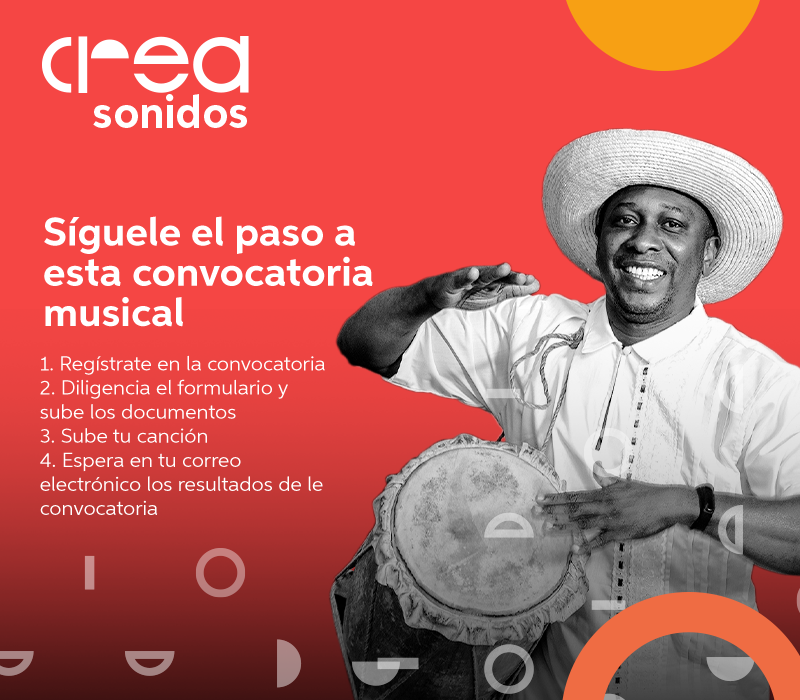 crea
sonidos
Síguele el paso a
esta convocatoria
musical
1. Regístrate en la convocatoria
2. Diligencia el formulario y
sube los documentos
3. Sube tu canción
4. Espera en tu correo
electrónico los resultados de le
convocatoria